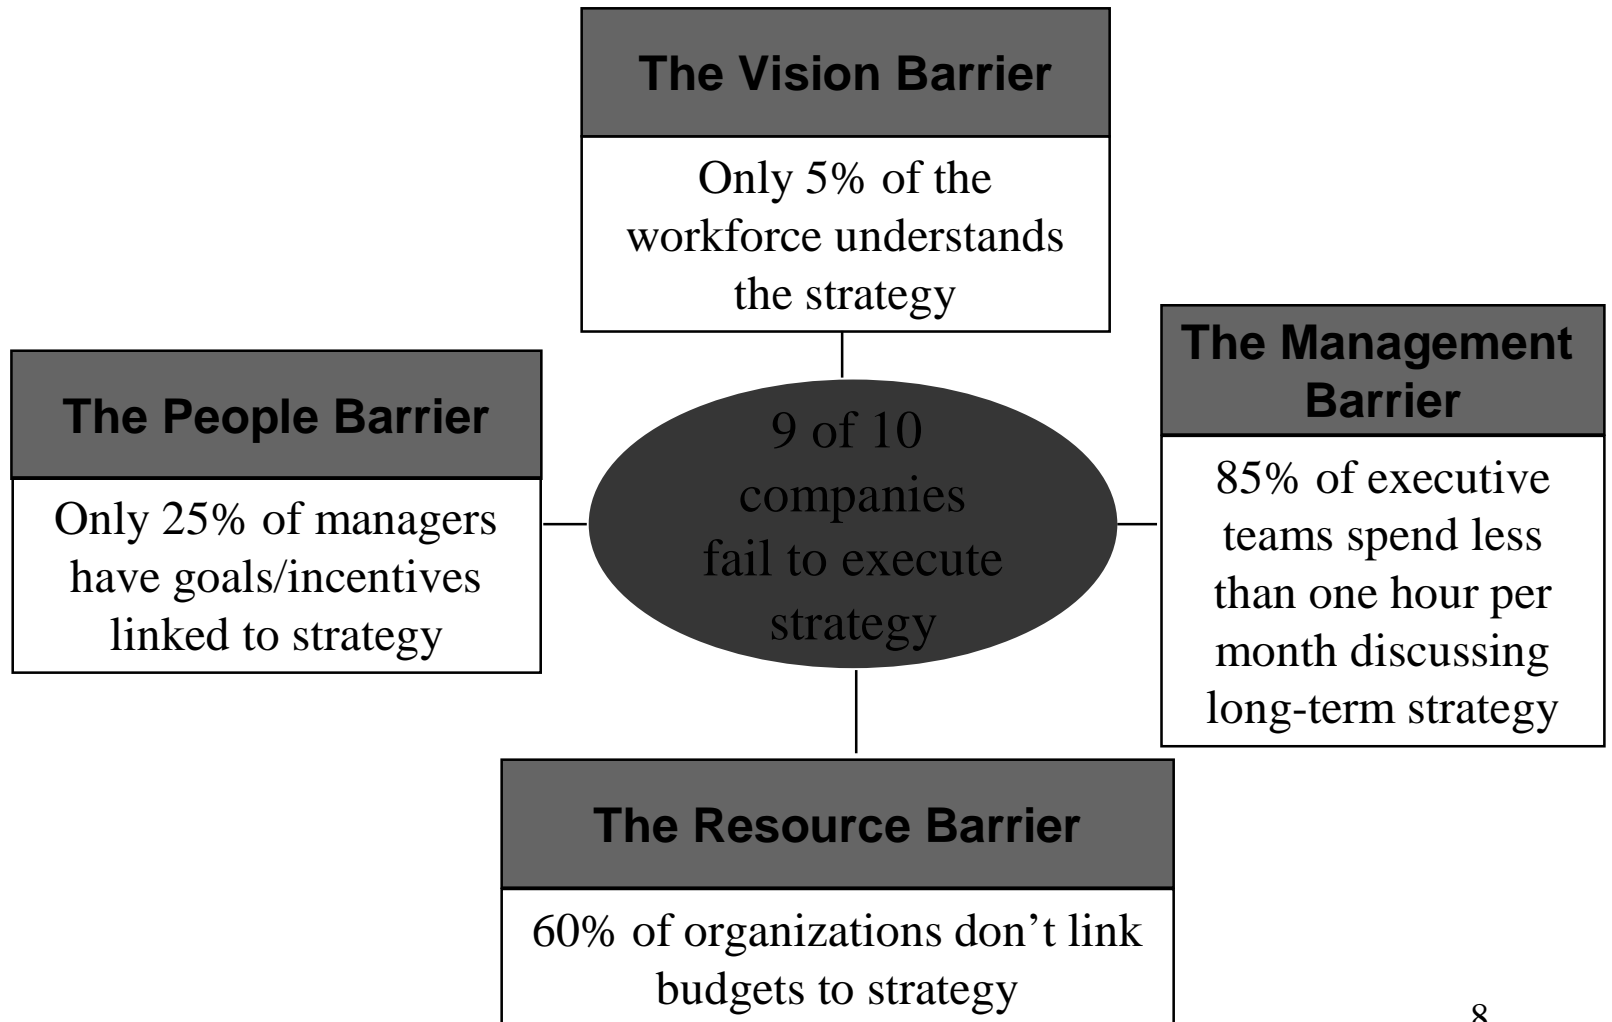 The Vision Barrier
Only 5% of the
workforce understands
the strategy
The People Barrier
Only 25% of managers
have goals/incentives
linked to strategy
9 of 10
companies
fail to execute
strategy
The Management
Barrier
85% of executive
teams spend less
than one hour per
month discussing
long-term strategy
The Resource Barrier
60% of organizations don’t link
budgets to strategy
8